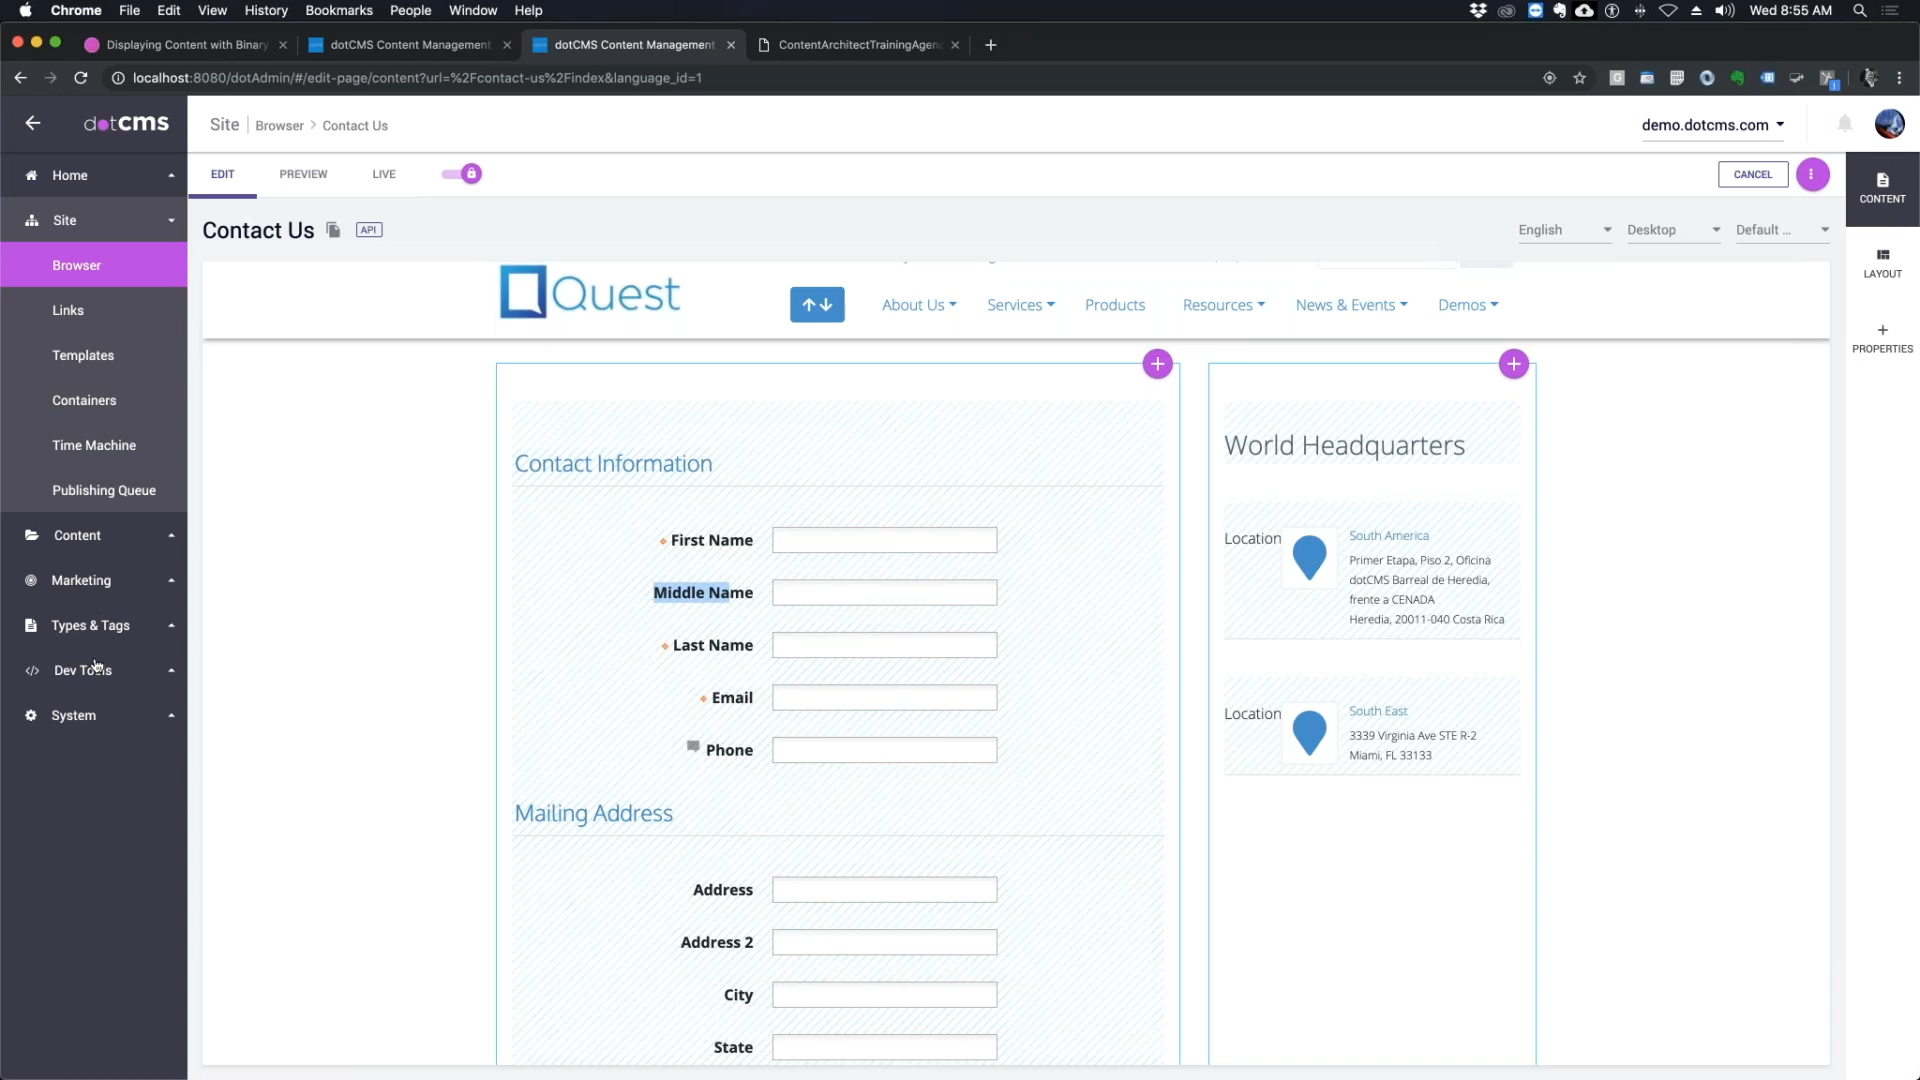 Chrome File Edit View History Bookmarks People Window Help
Wed 8:55 AM
Displaying Content with Binary
dotCMS Content Management
dotCMS Content Management
ContentArchitectTrainingAgen
localhost:8080/dotAdmin/#/edit-page/content?url=%2Fcontact-us%2Findex&language_id=1
dotCMS
Site Browser > Contact Us
demo.dotcms.com
Home
Site
Browser
Links
Templates
Containers
Time Machine
Publishing Queue
Content
Marketing
Types & Tags
Dev Tools
System
EDIT PREVIEW LIVE
CANCEL
CONTENT
LAYOUT
PROPERTIES
Contact Us API
English Desktop Default ...
Quest
About Us Services Products Resources News & Events Demos
Contact Information
First Name
Middle Name
Last Name
Email
Phone
Mailing Address
Address
Address 2
City
State
World Headquarters
Location
South America
Primer Etapa, Piso 2, Oficina
dotCMS Barreal de Heredia,
frente a CENADA
Heredia, 20011-040 Costa Rica
Location
South East
3339 Virginia Ave STE R-2
Miami, FL 33133